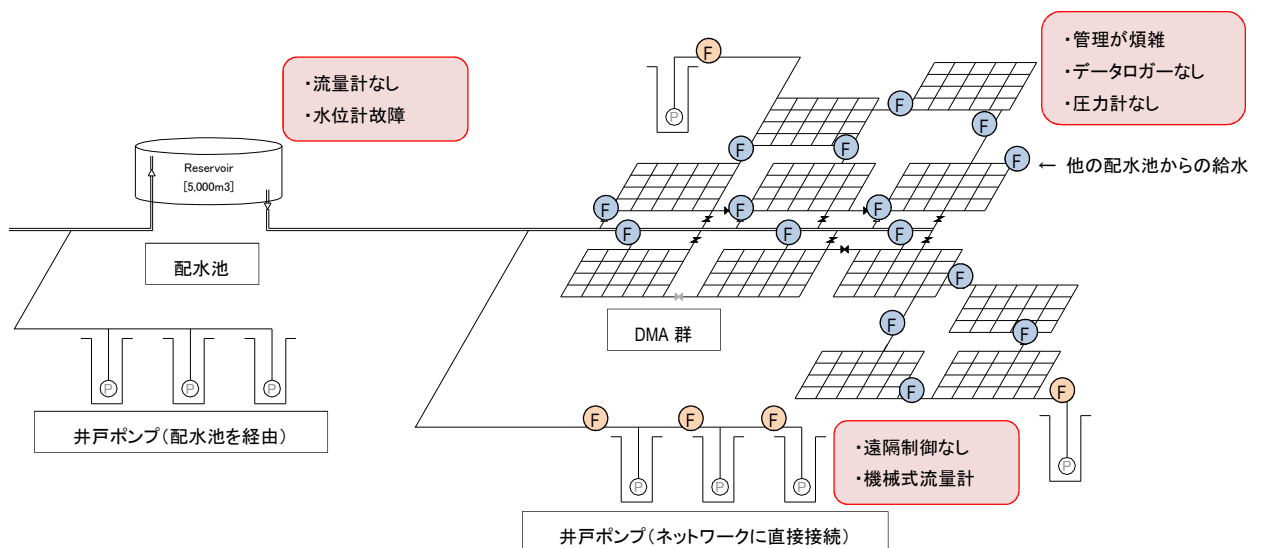 F
・管理が煩雑
・データロガーなし
・圧力計なし
・流量計なし
・水位計故障
P
F
F
F
F
F
← 他の配水池からの給水
Reservoir
[5,000m3]
F
F
F
F
F
F
配水池
F
F
DMA 群
F
P
P
P
F
F
F
F
F
井戸ポンプ（配水池を経由）
・遠隔制御なし
・機械式流量計
P
P
P
P
井戸ポンプ（ネットワークに直接接続）